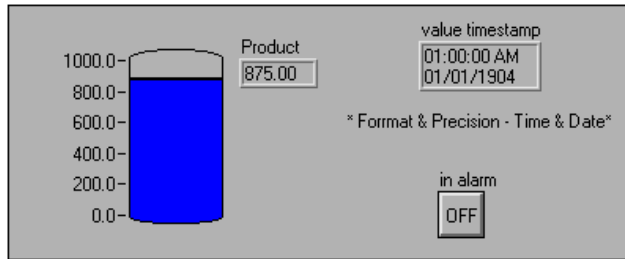 value timestamp
Product
1000.0-
875.00
01:00:00 AM
01/01/1904
800.0-
600.0-
* Forrmat & Precision - Time & Date*
400.0-
200.0-
in alarm
0.0-
OFF